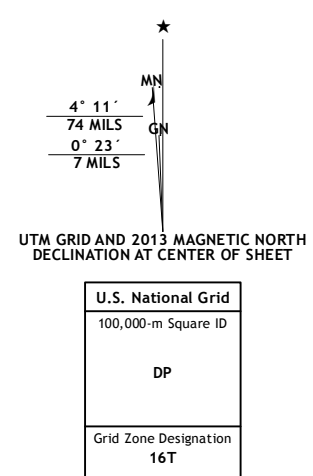 ★
MN
4° 11´
74 MILS
GN
0° 23´
7 MILS
UTM GRID AND 2013 MAGNETIC NORTH
DECLINATION AT CENTER OF SHEET
U.S. National Grid
100,000-m Square ID
DP
Grid Zone Designation
16T